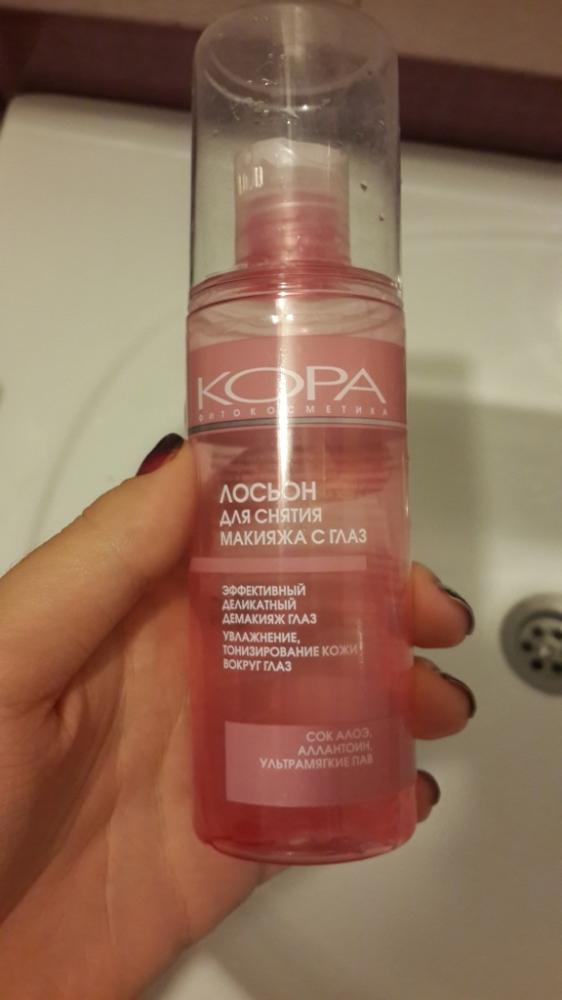 КОРА
ФИТОКОСМЕТИКА
ЛОСЬОН
ДЛЯ СНЯТИЯ
МАКИЯЖА С ГЛАЗ
ЭФФЕКТИВНЫЙ
ДЕЛИКАТНЫЙ
ДЕМАКИЯЖ ГЛАЗ
УВЛАЖНЕНИЕ,
ТОНИЗИРОВАНИЕ КОЖИ
ВОКРУГ ГЛАЗ
СОК АЛОЭ,
АЛЛАНТОИН,
УЛЬТРАМЯГКИЕ ПАВ